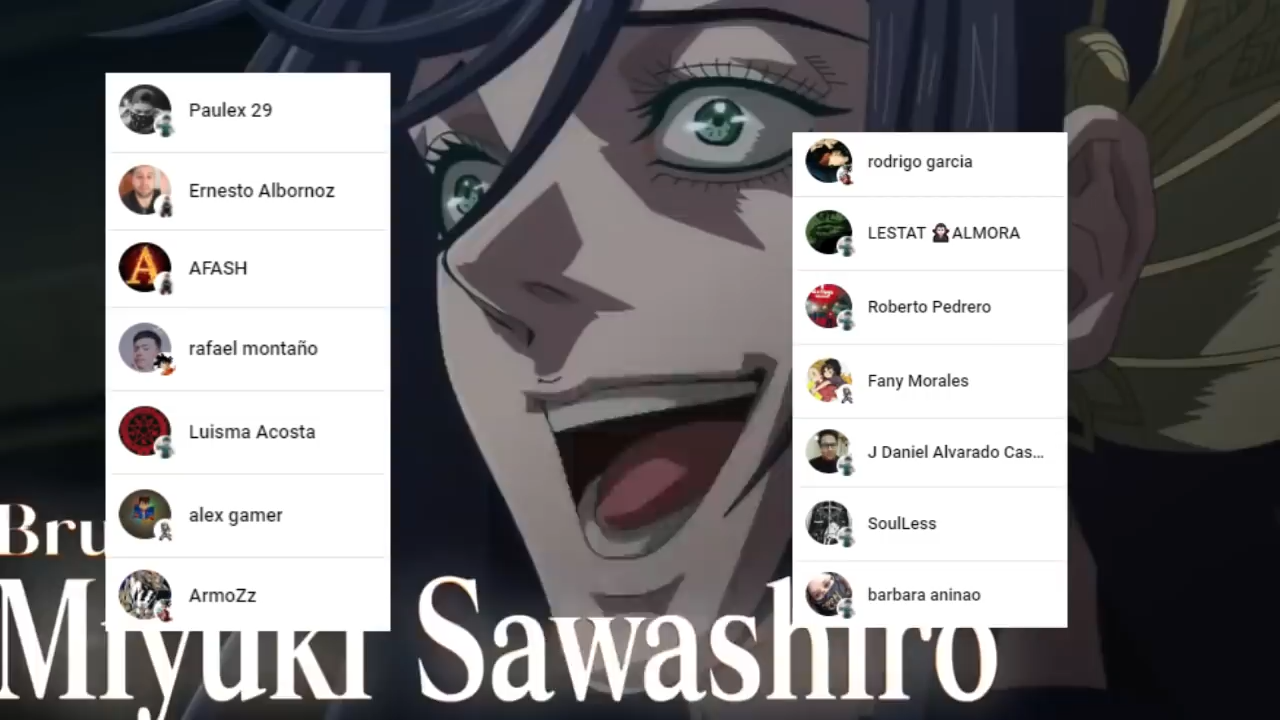 Paulex 29
Ernesto Albornoz
AFASH
rafael montaño
Luisma Acosta
alex gamer
ArmoZz
rodrigo garcia
LESTAT 🧛🏻ALMORA
Roberto Pedrero
Fany Morales
J Daniel Alvarado Cas...
SoulLess
barbara aninao
Bru
Miyuki Sawashiro